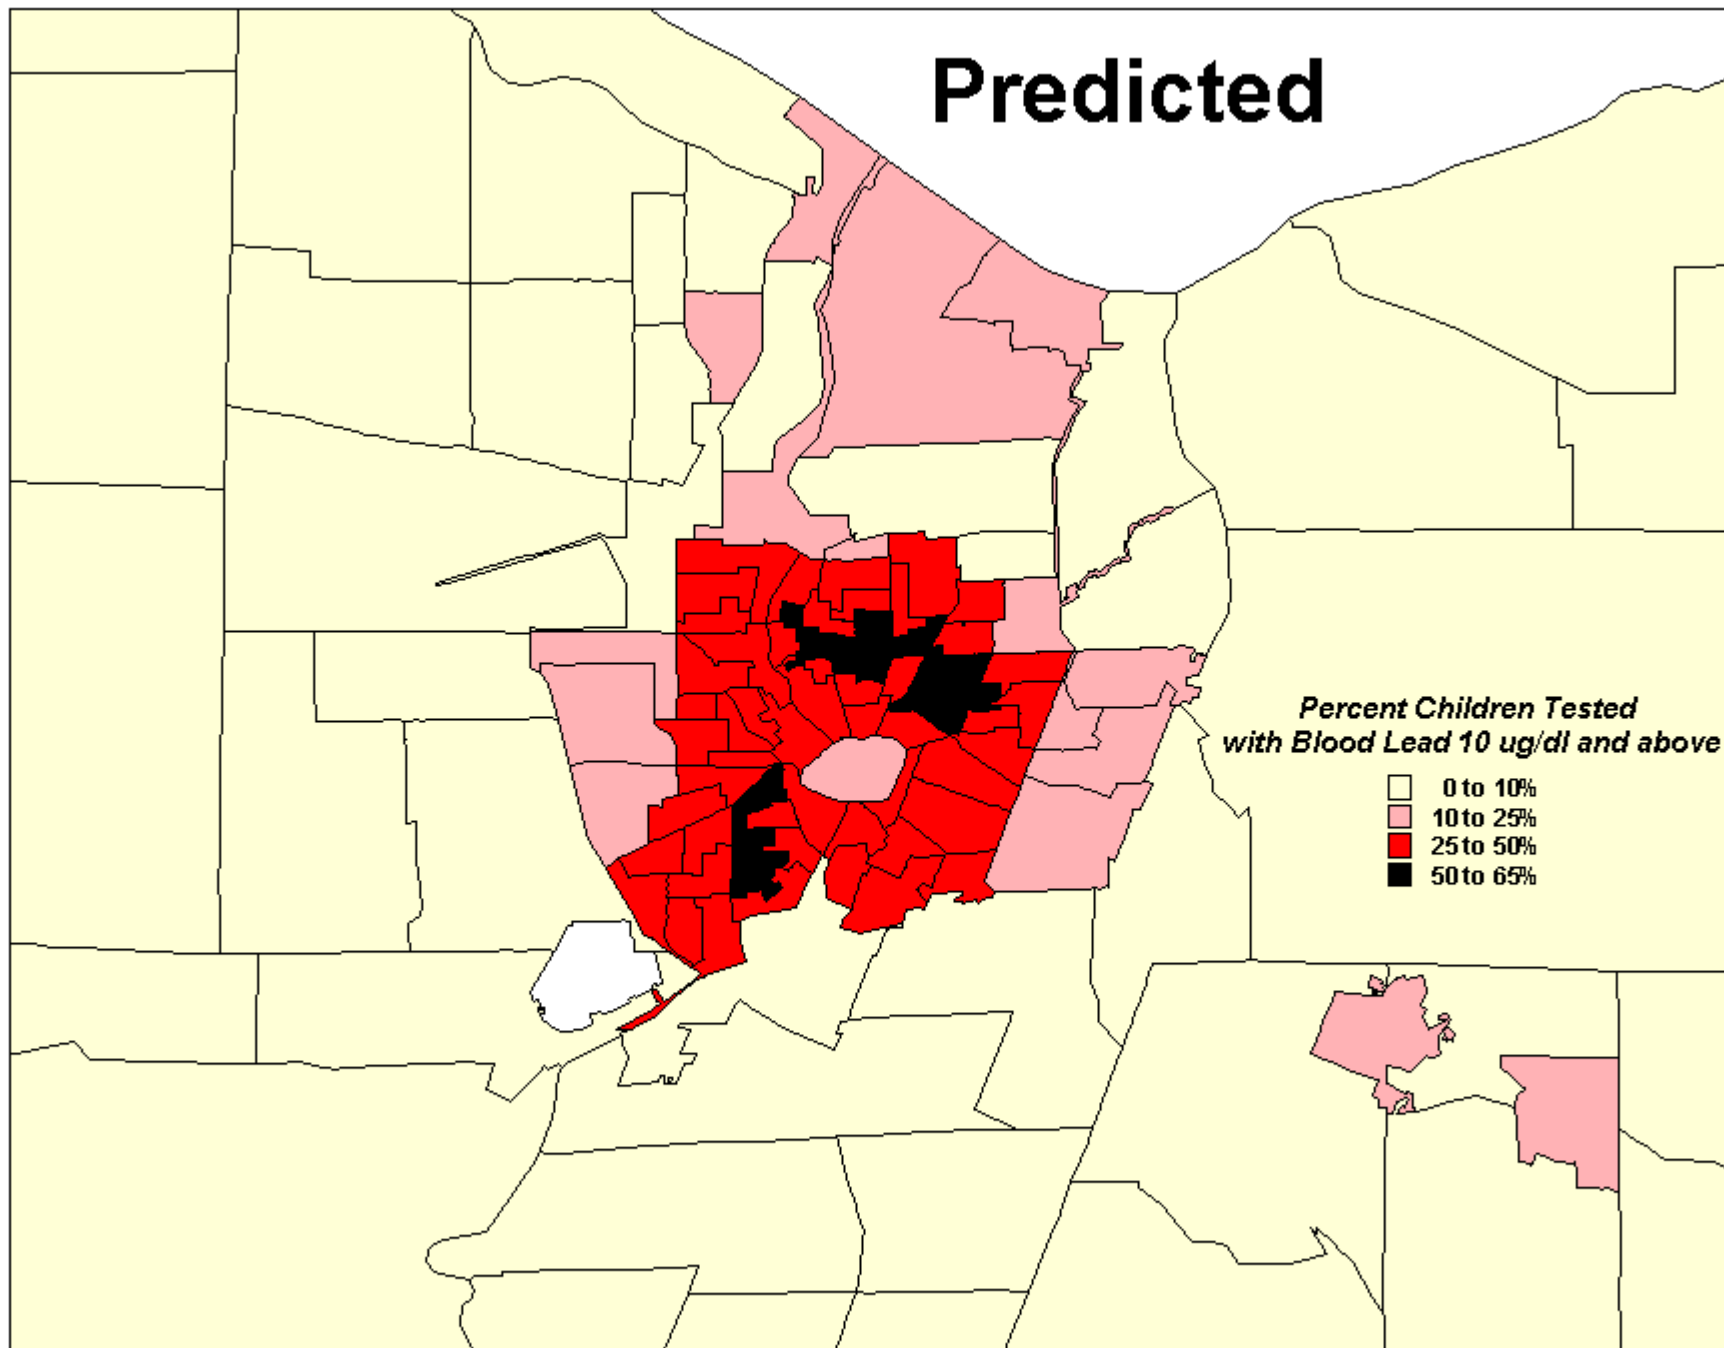 Predicted
Percent Children Tested
with Blood Lead 10 ug/dl and above
0 to 10%
10 to 25%
25 to 50%
50 to 65%